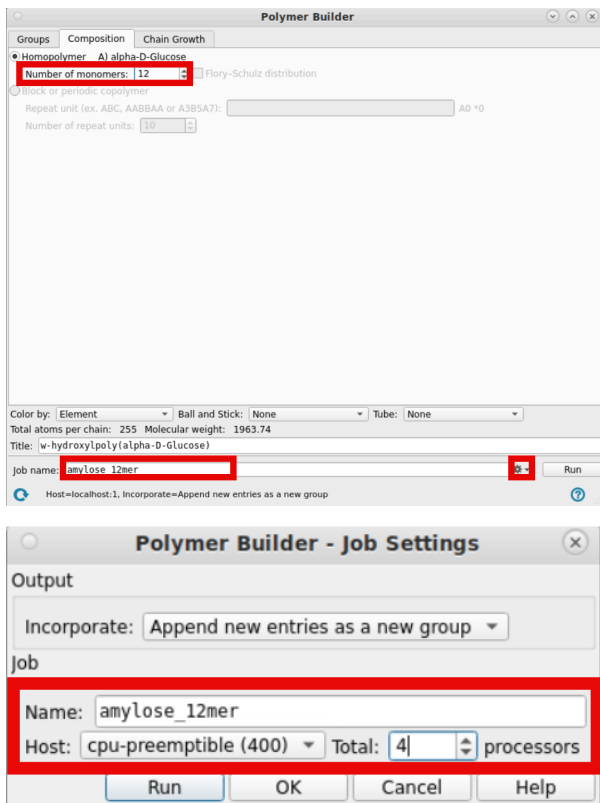 Polymer Builder
Groups Composition Chain Growth
Homopolymer A) alpha-D-Glucose
Number of monomers: 12 Flory-Schulz distribution
Block or periodic copolymer
Repeat unit (ex. ABC, AABBAA or A3B5A7): A0 *0
Number of repeat units: 10
Color by: Element Ball and Stick: None Tube: None
Total atoms per chain: 255 Molecular weight: 1963.74
Title: w-hydroxylpoly(alpha-D-Glucose)
Job name: amylose_12mer Run
Host=localhost:1, Incorporate=Append new entries as a new group ?
Polymer Builder - Job Settings
Output
Incorporate: Append new entries as a new group
Job
Name: amylose_12mer
Host: cpu-preemptible (400) Total: 4 processors
Run OK Cancel Help